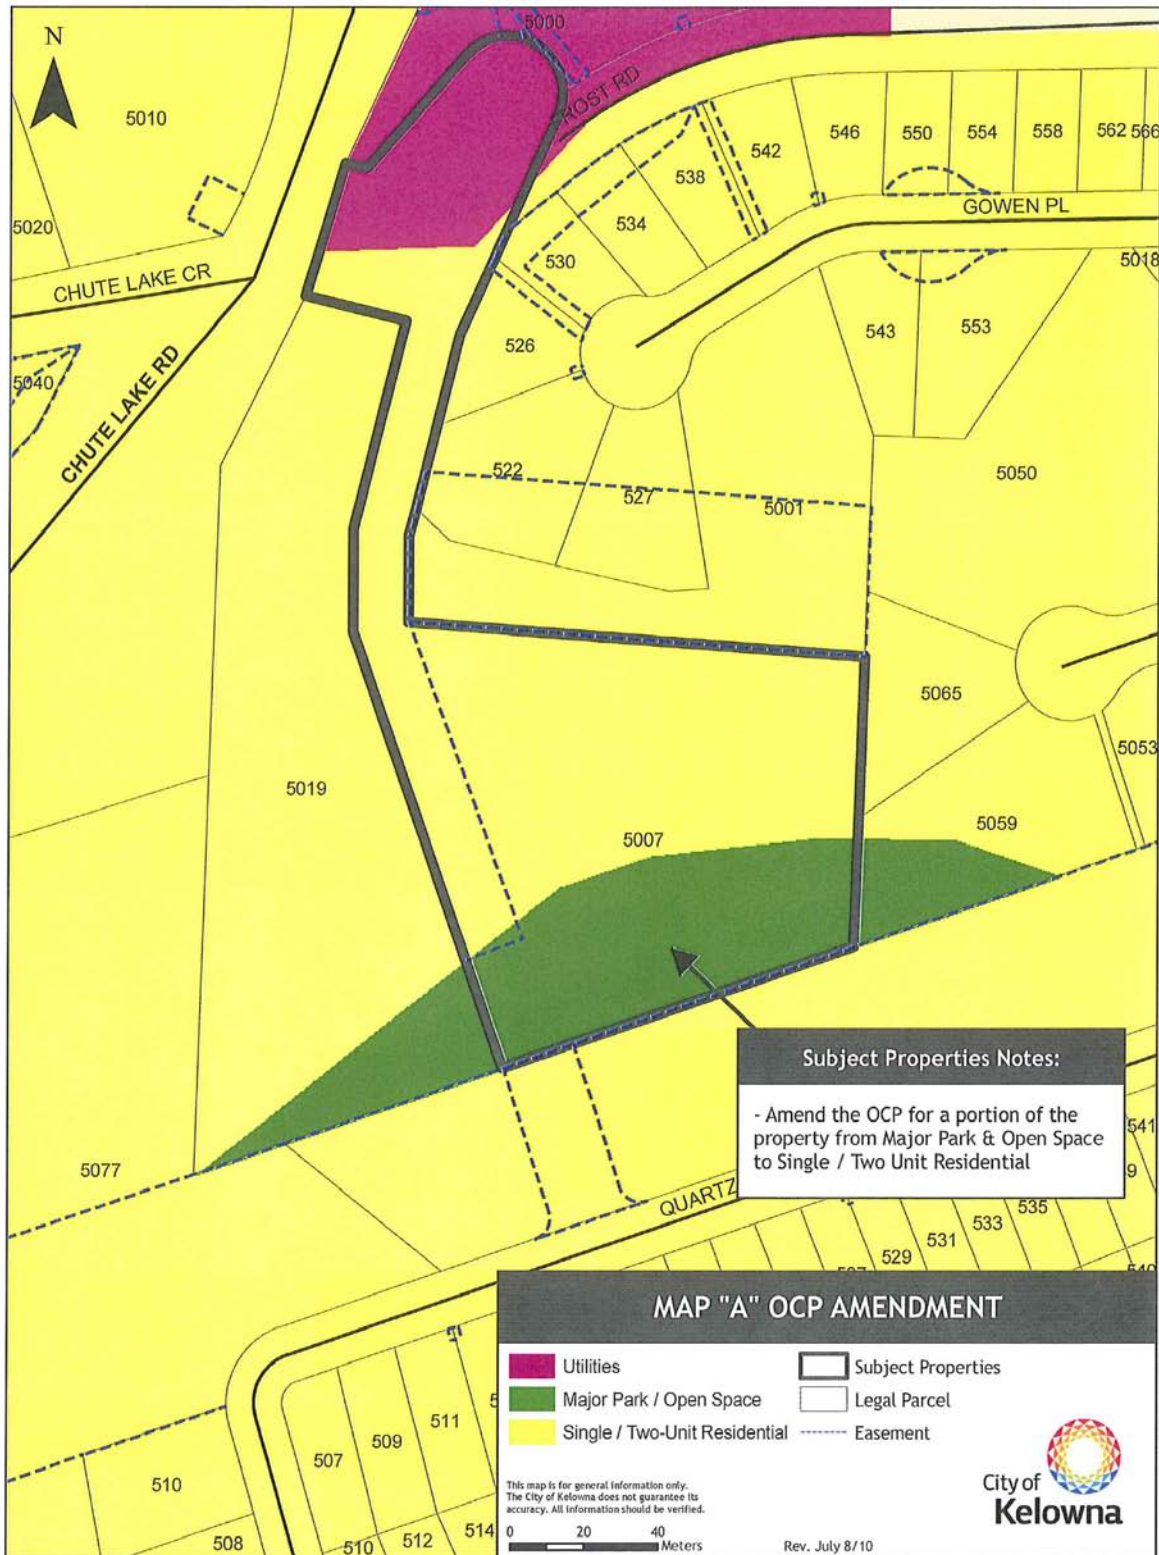 N
5000
5010
FROST RD
546
550
554
558
562
566
542
538
534
530
5020
GOWEN PL
5018
CHUTE LAKE CR
543
553
526
5040
CHUTE LAKE RD
522
527
5001
5050
5065
5053
5019
5007
5059
Subject Properties Notes:
- Amend the OCP for a portion of the
property from Major Park & Open Space
to Single / Two Unit Residential
541
9
5077
QUARTZ
535
533
531
529
MAP "A" OCP AMENDMENT
Utilities
Subject Properties
Major Park / Open Space
Legal Parcel
Single / Two-Unit Residential
Easement
511
509
507
510
508
510
512
514
This map is for general information only.
The City of Kelowna does not guarantee its
accuracy. All information should be verified.
0 20 40
Meters
Rev. July 8/10
City of
Kelowna